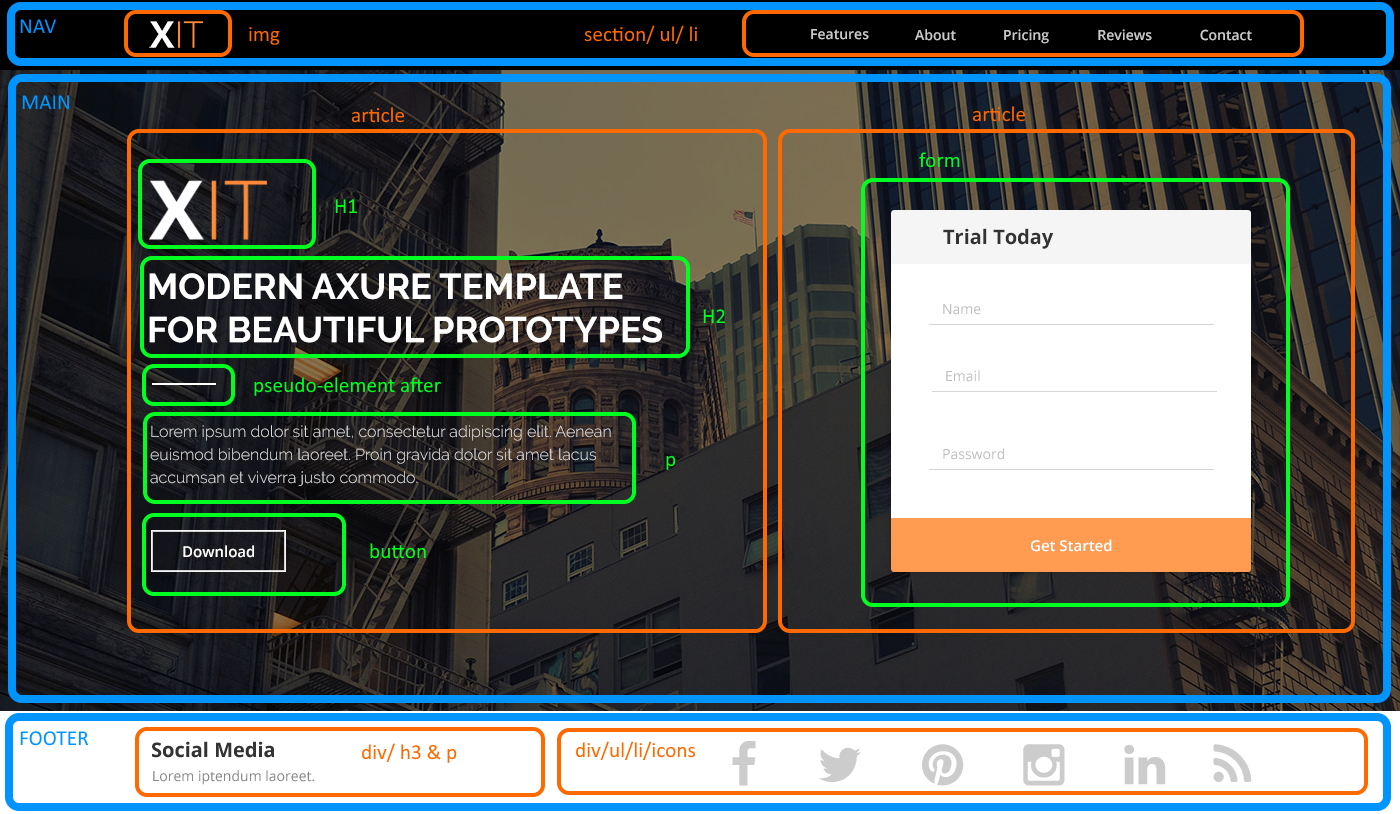 NAV
XIT
img
section/ ul/ li
Features
About
Pricing
Reviews
Contact
MAIN
article
XIT
H1
MODERN AXURE TEMPLATE
FOR BEAUTIFUL PROTOTYPES
H2
pseudo-element after
Lorem ipsum dolor sit amet, consectetur adipiscing elit. Aenean
euismod bibendum laoreet. Proin gravida dolor sit amet lacus
accumsan et viverra justo commodo.
p
Download
button
article
form
Trial Today
Name
Email
Password
Get Started
FOOTER
Social Media
Lorem iptendum laoreet.
div/ h3 & p
div/ul/li/icons